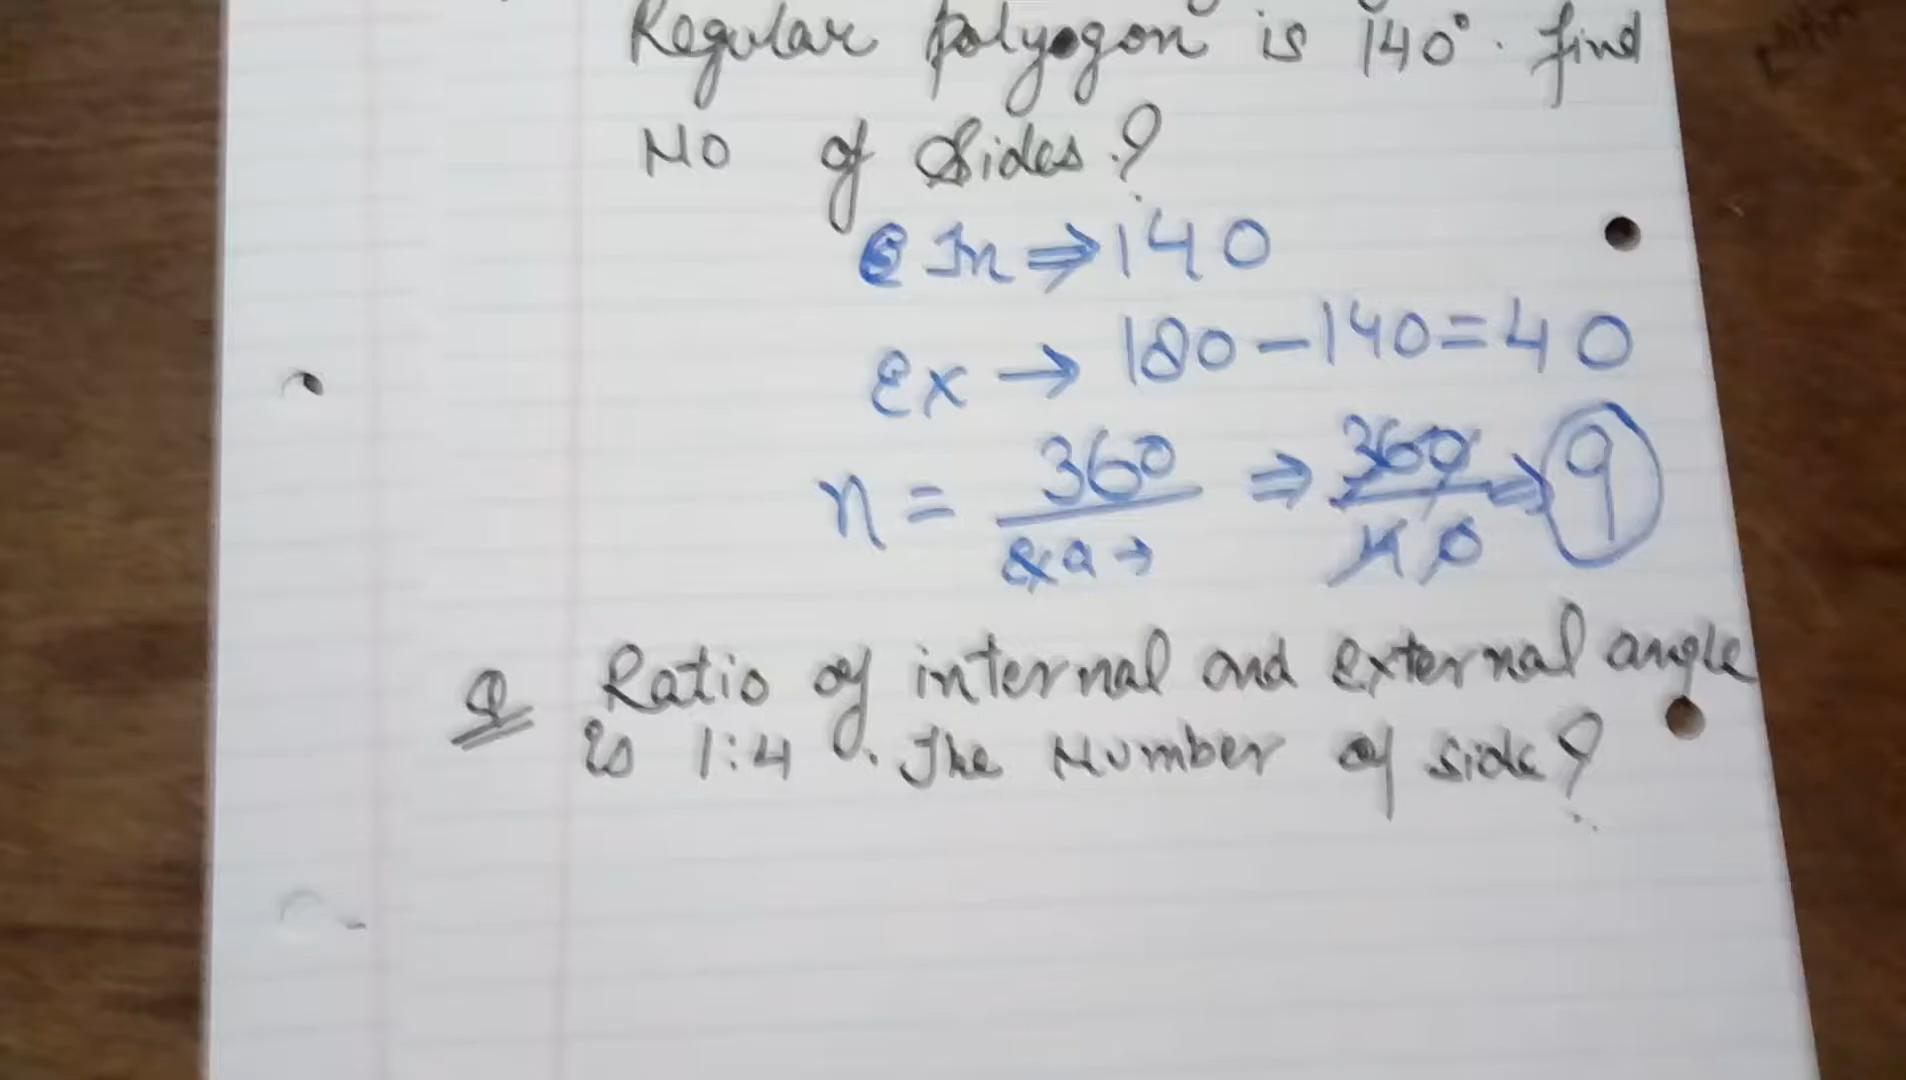 Regular polyogon is 140°. find
NO of Sides?
In ⇒ 140
Ex → 180 - 140 = 40
n = 360/exa → ⇒ 360/40 ⇒ 9
Q Ratio of internal and external angle
is 1:4. The Number of side?